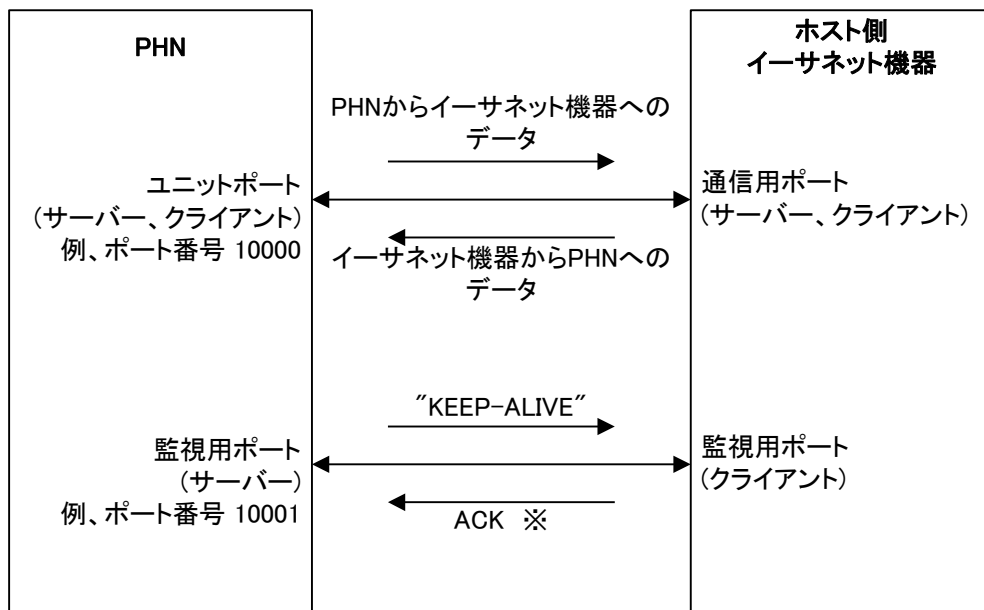 PHN
ホスト側
イーサネット機器
PHNからイーサネット機器への
データ
ユニットポート
(サーバー、クライアント)
例、ポート番号 10000
通信用ポート
(サーバー、クライアント)
イーサネット機器からPHNへの
データ
"KEEP-ALIVE"
監視用ポート
(サーバー)
例、ポート番号 10001
監視用ポート
(クライアント)
ACK ※